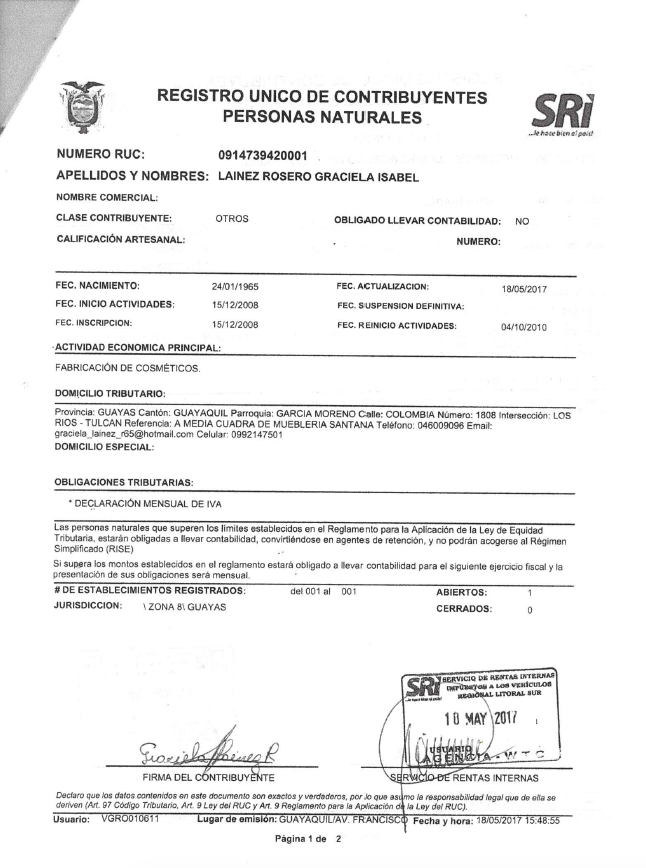 REGISTRO UNICO DE CONTRIBUYENTES
PERSONAS NATURALES
SRi
...le hace bien al país!
NUMERO RUC: 0914739420001
APELLIDOS Y NOMBRES: LAINEZ ROSERO GRACIELA ISABEL
NOMBRE COMERCIAL:
CLASE CONTRIBUYENTE: OTROS OBLIGADO LLEVAR CONTABILIDAD: NO
CALIFICACIÓN ARTESANAL: NUMERO:
FEC. NACIMIENTO: 24/01/1965 FEC. ACTUALIZACION: 18/05/2017
FEC. INICIO ACTIVIDADES: 15/12/2008 FEC. SUSPENSION DEFINITIVA:
FEC. INSCRIPCION: 15/12/2008 FEC. REINICIO ACTIVIDADES: 04/10/2010
ACTIVIDAD ECONOMICA PRINCIPAL:
FABRICACIÓN DE COSMÉTICOS.
DOMICILIO TRIBUTARIO:
Provincia: GUAYAS Cantón: GUAYAQUIL Parroquia: GARCIA MORENO Calle: COLOMBIA Número: 1808 Intersección: LOS
RIOS - TULCAN Referencia: A MEDIA CUADRA DE MUEBLERIA SANTANA Teléfono: 046009096 Email:
graciela_lainez_r65@hotmail.com Celular: 0992147501
DOMICILIO ESPECIAL:
OBLIGACIONES TRIBUTARIAS:
* DECLARACIÓN MENSUAL DE IVA
Las personas naturales que superen los limites establecidos en el Reglamento para la Aplicación de la Ley de Equidad
Tributaria, estarán obligadas a llevar contabilidad, convirtiéndose en agentes de retención, y no podrán acogerse al Régimen
Simplificado (RISE)
Si supera los montos establecidos en el reglamento estará obligado a llevar contabilidad para el siguiente ejercicio fiscal y la
presentación de sus obligaciones será mensual.
# DE ESTABLECIMIENTOS REGISTRADOS: del 001 al 001 ABIERTOS: 1
JURISDICCION: \ ZONA 8\ GUAYAS CERRADOS: 0
SRi SERVICIO DE RENTAS INTERNAS
IMPUESTOS A LOS VEHÍCULOS
REGIONAL LITORAL SUR
18 MAY 2017
USUARIO
AGENCIA - WTC
Graciela Lainez R
FIRMA DEL CONTRIBUYENTE SERVICIO DE RENTAS INTERNAS
Declaro que los datos contenidos en este documento son exactos y verdaderos, por lo que asumo la responsabilidad legal que de ella se
deriven (Art. 97 Código Tributario, Art. 9 Ley del RUC y Art. 9 Reglamento para la Aplicación de la Ley del RUC).
Usuario: VGRO010611 Lugar de emisión: GUAYAQUIL/AV. FRANCISCO Fecha y hora: 18/05/2017 15:48:55
Página 1 de 2